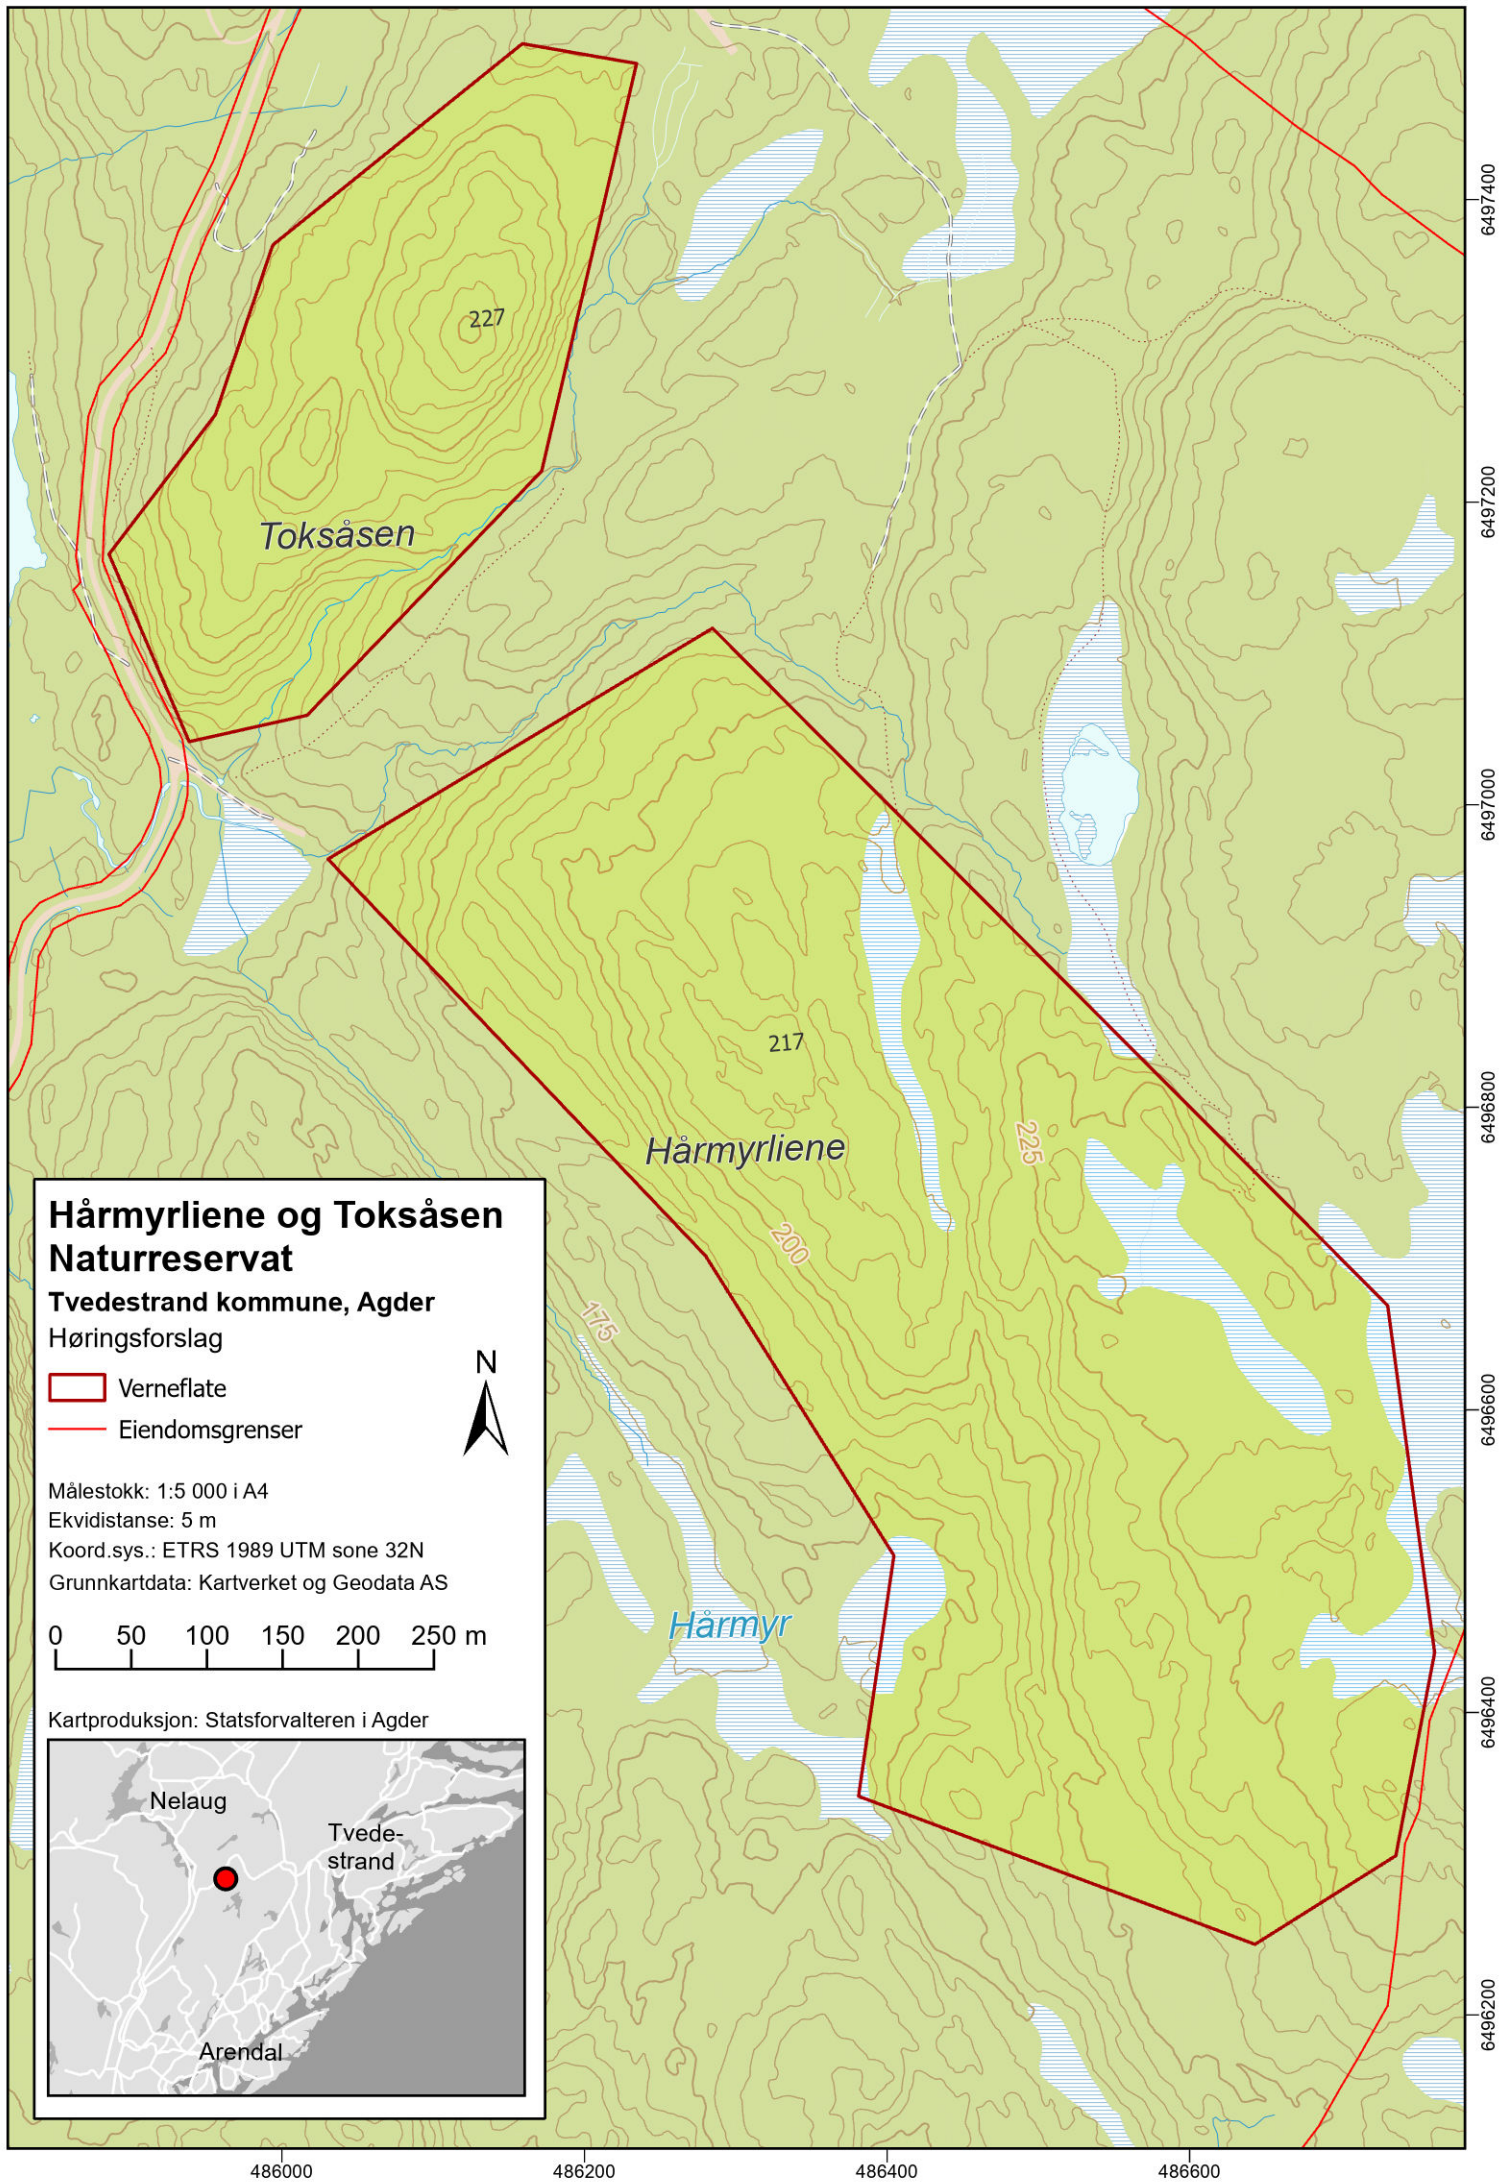 227
Toksåsen
217
Hårmyrliene
225
200
175
Hårmyr
6497400
6497200
6497000
6496800
6496600
6496400
6496200
486000
486200
486400
486600
Hårmyrliene og Toksåsen
Naturreservat
Tvedestrand kommune, Agder
Høringsforslag
N
Verneflate
Eiendomsgrenser
Målestokk: 1:5 000 i A4
Ekvidistanse: 5 m
Koord.sys.: ETRS 1989 UTM sone 32N
Grunnkartdata: Kartverket og Geodata AS
0 50 100 150 200 250 m
Kartproduksjon: Statsforvalteren i Agder
Nelaug
Tvede-
strand
Arendal